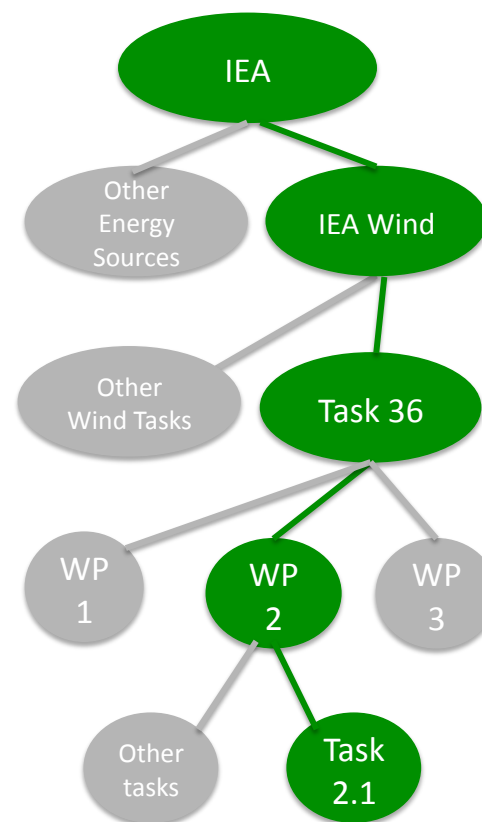 IEA
Other
Energy
Sources
IEA Wind
Other
Wind Tasks
Task 36
WP
1
WP
2
WP
3
Other
tasks
Task
2.1